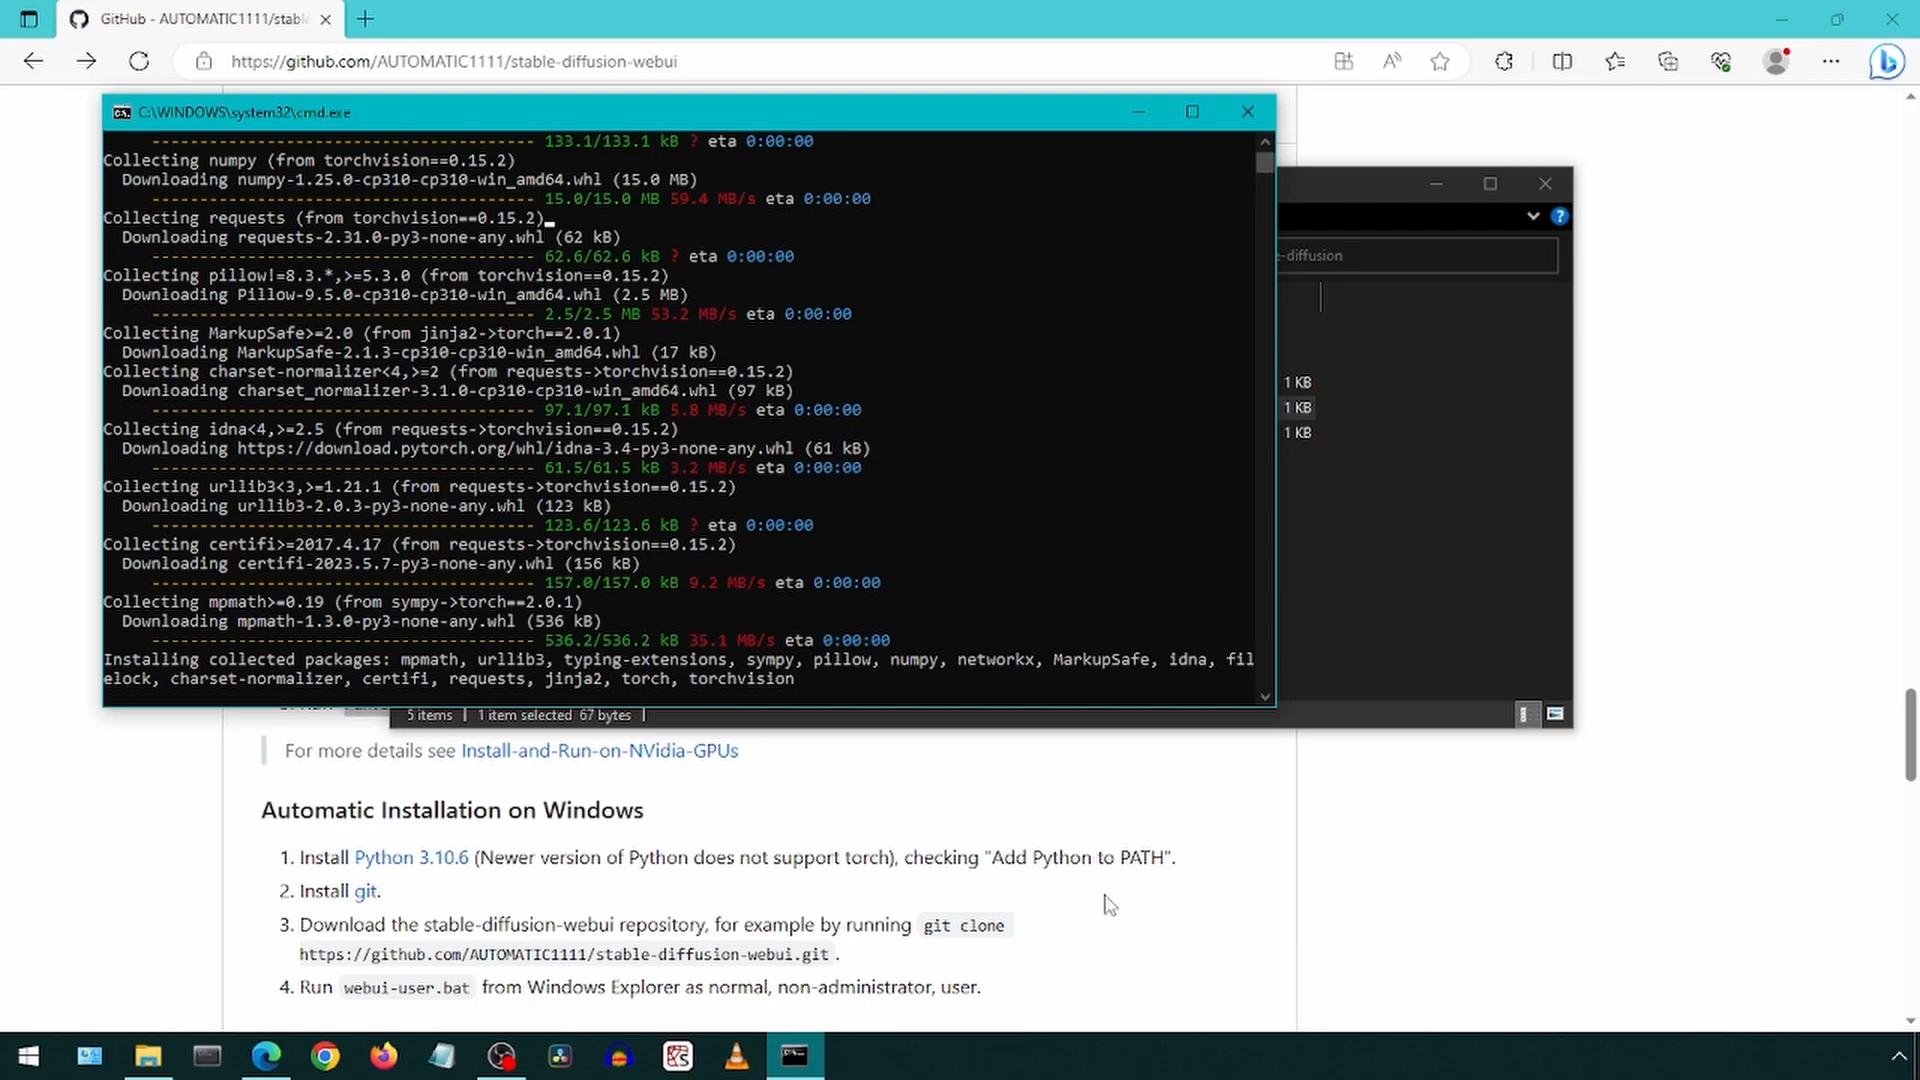 GitHub - AUTOMATIC1111/stabl
https://github.com/AUTOMATIC1111/stable-diffusion-webui
C:\WINDOWS\system32\cmd.exe
---------------------------------------- 133.1/133.1 kB ? eta 0:00:00
Collecting numpy (from torchvision==0.15.2)
Downloading numpy-1.25.0-cp310-cp310-win_amd64.whl (15.0 MB)
---------------------------------------- 15.0/15.0 MB 59.4 MB/s eta 0:00:00
Collecting requests (from torchvision==0.15.2)
Downloading requests-2.31.0-py3-none-any.whl (62 kB)
---------------------------------------- 62.6/62.6 kB ? eta 0:00:00
Collecting pillow!=8.3.*,>=5.3.0 (from torchvision==0.15.2)
Downloading Pillow-9.5.0-cp310-cp310-win_amd64.whl (2.5 MB)
---------------------------------------- 2.5/2.5 MB 53.2 MB/s eta 0:00:00
Collecting MarkupSafe>=2.0 (from jinja2->torch==2.0.1)
Downloading MarkupSafe-2.1.3-cp310-cp310-win_amd64.whl (17 kB)
Collecting charset-normalizer<4,>=2 (from requests->torchvision==0.15.2)
Downloading charset_normalizer-3.1.0-cp310-cp310-win_amd64.whl (97 kB)
---------------------------------------- 97.1/97.1 kB 5.8 MB/s eta 0:00:00
Collecting idna<4,>=2.5 (from requests->torchvision==0.15.2)
Downloading https://download.pytorch.org/whl/idna-3.4-py3-none-any.whl (61 kB)
---------------------------------------- 61.5/61.5 kB 3.2 MB/s eta 0:00:00
Collecting urllib3<3,>=1.21.1 (from requests->torchvision==0.15.2)
Downloading urllib3-2.0.3-py3-none-any.whl (123 kB)
---------------------------------------- 123.6/123.6 kB ? eta 0:00:00
Collecting certifi>=2017.4.17 (from requests->torchvision==0.15.2)
Downloading certifi-2023.5.7-py3-none-any.whl (156 kB)
---------------------------------------- 157.0/157.0 kB 9.2 MB/s eta 0:00:00
Collecting mpmath>=0.19 (from sympy->torch==2.0.1)
Downloading mpmath-1.3.0-py3-none-any.whl (536 kB)
---------------------------------------- 536.2/536.2 kB 35.1 MB/s eta 0:00:00
Installing collected packages: mpmath, urllib3, typing-extensions, sympy, pillow, numpy, networkx, MarkupSafe, idna, fil
elock, charset-normalizer, certifi, requests, jinja2, torch, torchvision
e-diffusion
1 KB
1 KB
1 KB
5 items | 1 item selected 67 bytes |
For more details see Install-and-Run-on-NVidia-GPUs
Automatic Installation on Windows
1. Install Python 3.10.6 (Newer version of Python does not support torch), checking "Add Python to PATH".
2. Install git.
3. Download the stable-diffusion-webui repository, for example by running git clone
https://github.com/AUTOMATIC1111/stable-diffusion-webui.git .
4. Run webui-user.bat from Windows Explorer as normal, non-administrator, user.